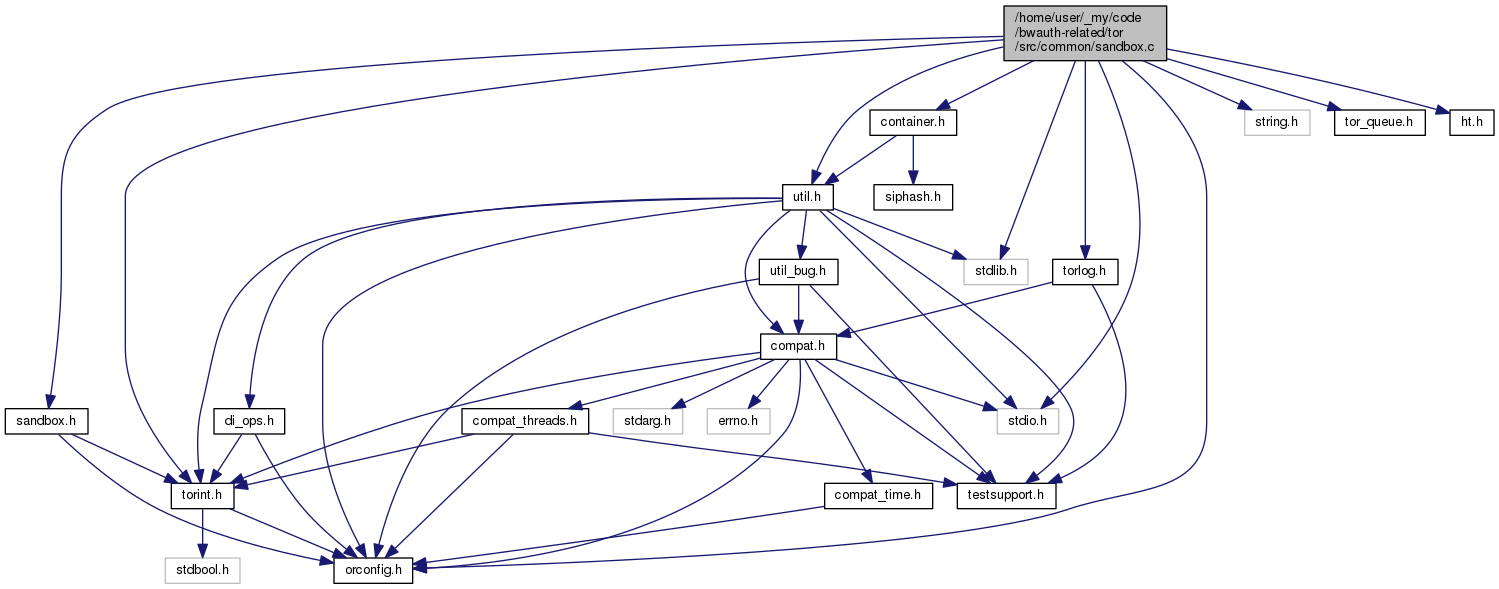 /home/user/_my/code
/bwauth-related/tor
/src/common/sandbox.c
container.h
string.h
tor_queue.h
ht.h
util.h
siphash.h
util_bug.h
stdlib.h
torlog.h
compat.h
sandbox.h
di_ops.h
compat_threads.h
stdarg.h
errno.h
stdio.h
torint.h
compat_time.h
testsupport.h
stdbool.h
orconfig.h